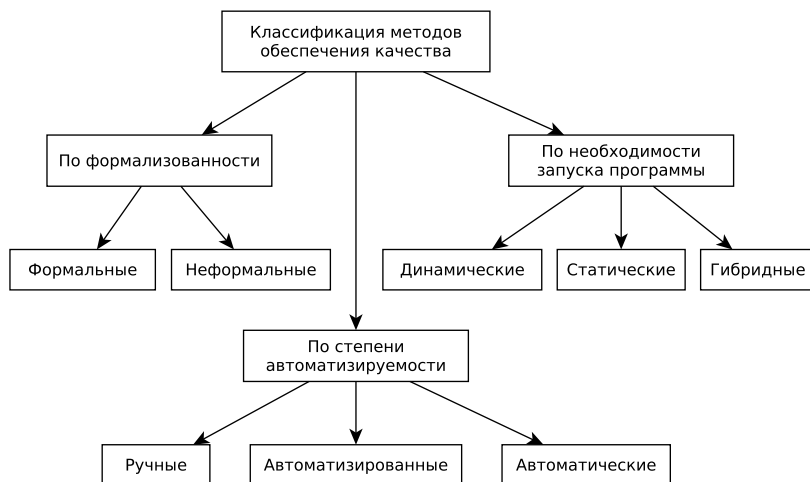 Классификация методов
обеспечения качества
По формализованности
По необходимости
запуска программы
Формальные
Неформальные
Динамические
Статические
Гибридные
По степени
автоматизируемости
Ручные
Автоматизированные
Автоматические